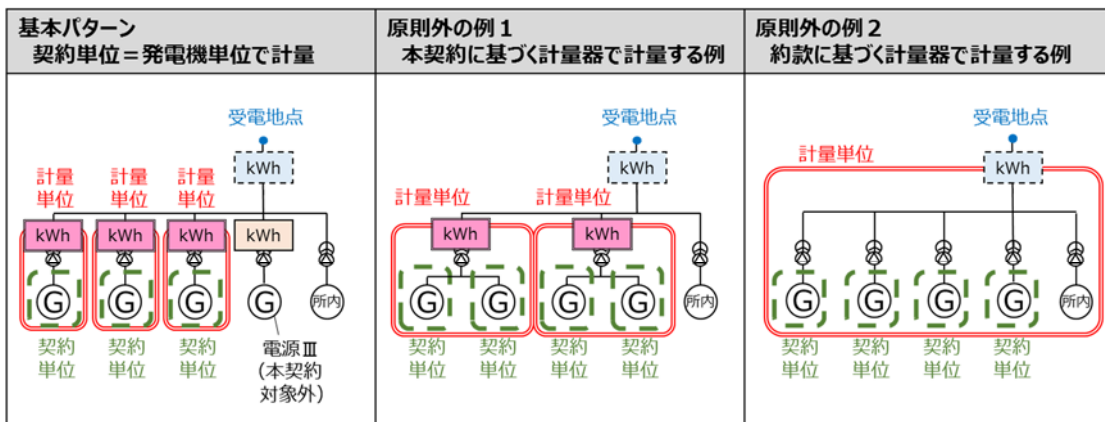 基本パターン
契約単位＝発電機単位で計量
受電地点
kWh
計量
単位
計量
単位
計量
単位
kWh
kWh
kWh
kWh
G
G
G
G
所内
契約
単位
契約
単位
契約
単位
電源Ⅲ
（本契約
対象外）
原則外の例１
本契約に基づく計量器で計量する例
受電地点
kWh
計量単位
計量単位
kWh
kWh
G
G
G
G
所内
契約
単位
契約
単位
契約
単位
契約
単位
原則外の例２
約款に基づく計量器で計量する例
受電地点
計量単位
kWh
G
G
G
G
所内
契約
単位
契約
単位
契約
単位
契約
単位